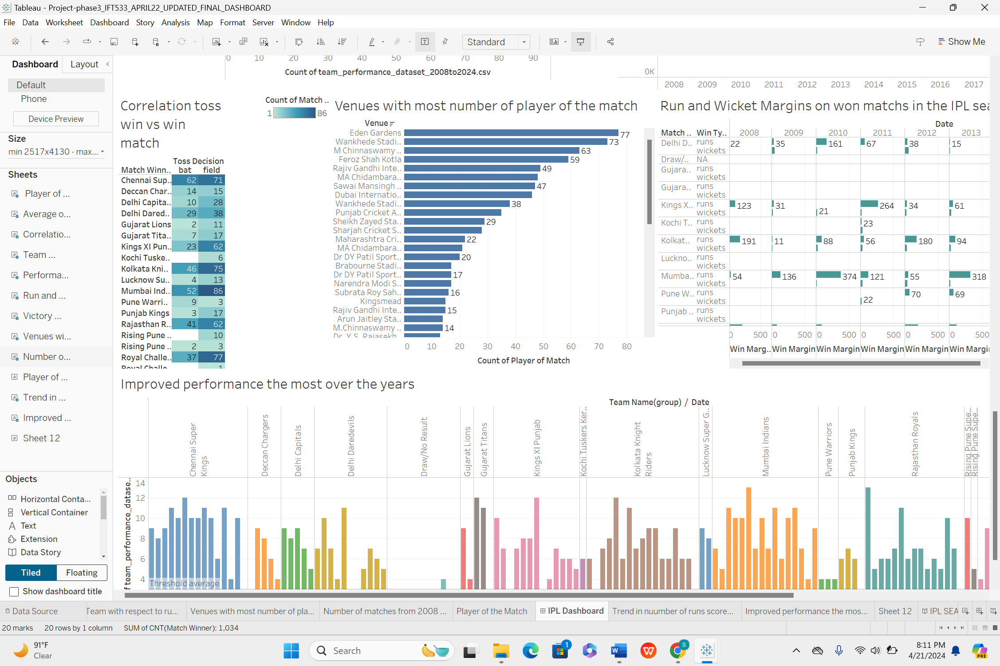 Tableau - Project-phase3_IFT533_APRIL22_UPDATED_FINAL_DASHBOARD
File Data Worksheet Dashboard Story Analysis Map Format Server Window Help
Standard
Show Me
Dashboard
Layout
Default
Phone
Device Preview
Size
min 2517x4130 - max...
Sheets
Player of ...
Average o...
Correlatio...
Team ...
Performa...
Run and ...
Victory ...
Venues wi...
Number o...
Player of ...
Trend in ...
Improved ...
Sheet 12
Objects
Horizontal Conta...
Vertical Container
Text
Extension
Data Story
Tiled
Floating
Show dashboard title
0 10 20 30 40 50 60 70 80 90
Count of team_performance_dataset_2008to2024.csv
0K
2008 2009 2010 2011 2012 2013 2014 2015 2016 2017
Correlation toss
win vs win
match
Count of Match ..
1 86
Toss Decision
Match Winn.. bat field
Chennai Sup.. 62 71
Deccan Char.. 14 15
Delhi Capita.. 10 28
Delhi Dared.. 29 38
Gujarat Lions 2 11
Gujarat Tita.. 7 17
Kings XI Pun.. 23 62
Kochi Tuske.. 6
Kolkata Kni.. 46 75
Lucknow Su.. 4 13
Mumbai Ind.. 52 86
Pune Warri.. 9 3
Punjab Kings 3 17
Rajasthan R.. 41 62
Rising Pune .. 10
Rising Pune .. 2 3
Royal Challe.. 37 77
Royal Challe.. 1
Venues with most number of player of the match
Venue
Eden Gardens 77
Wankhede Stadi.. 73
M Chinnaswamy .. 63
Feroz Shah Kotla 59
Rajiv Gandhi Inte.. 49
MA Chidambara..
Sawai Mansingh .. 47
Dubai Internatio..
Wankhede Stadi.. 38
Punjab Cricket A..
Sheikh Zayed Sta.. 29
Sharjah Cricket S..
Maharashtra Cri.. 22
MA Chidambara..
Dr DY Patil Sport.. 20
Brabourne Stadi..
Dr DY Patil Sport.. 17
Narendra Modi S..
Subrata Roy Sah.. 16
Kingsmead
Rajiv Gandhi Inte.. 15
Arun Jaitley Sta..
M.Chinnaswamy .. 14
Dr. Y.S. Rajasekh..
0 10 20 30 40 50 60 70 80
Count of Player of Match
Run and Wicket Margins on won matchs in the IPL sea
Date
Match .. Win Ty.. 2008 2009 2010 2011 2012 2013
Delhi D.. runs 22 35 161 67 38 15
wickets
Draw/.. NA
Gujara.. runs
wickets
Gujara.. runs
wickets
Kings X.. runs 123 31 264 34 61
wickets 21
Kochi T.. runs 23
wickets
Kolkat.. runs 191 11 88 56 180 94
wickets
Luckno.. runs
wickets
Mumba.. runs 54 136 374 121 55 318
wickets
Pune W.. runs 70 69
wickets 22
Punjab .. runs
wickets
0 500 0 500 0 500 0 500 0 500 0 500
Win Marg.. Win Margin Win Margin Win Margin Win Margin Win Margin
Improved performance the most over the years
Team Name(group) / Date
Chennai Super
Kings
Deccan Chargers
Delhi Capitals
Delhi Daredevils
Draw/No Result
Gujarat Lions
Gujarat Titans
Kings XI Punjab
Kochi Tuskers Ker..
Kolkata Knight
Riders
Lucknow Super G..
Mumbai Indians
Pune Warriors
Punjab Kings
Rajasthan Royals
Rising Pune Supe..
Rising Pune Supe..
f team_performance_datase..
14
12
10
8
6
4
Threshold average
Data Source
Team with respect to ru...
Venues with most number of pla...
Number of matches from 2008 ...
Player of the Match
IPL Dashboard
Trend in nuumber of runs score...
Improved performance the mos...
Sheet 12
IPL SEA
20 marks 20 rows by 1 column SUM of CNT(Match Winner): 1,034
91°F
Clear
Search
1
W
W
S
8:11 PM
4/21/2024
PRE